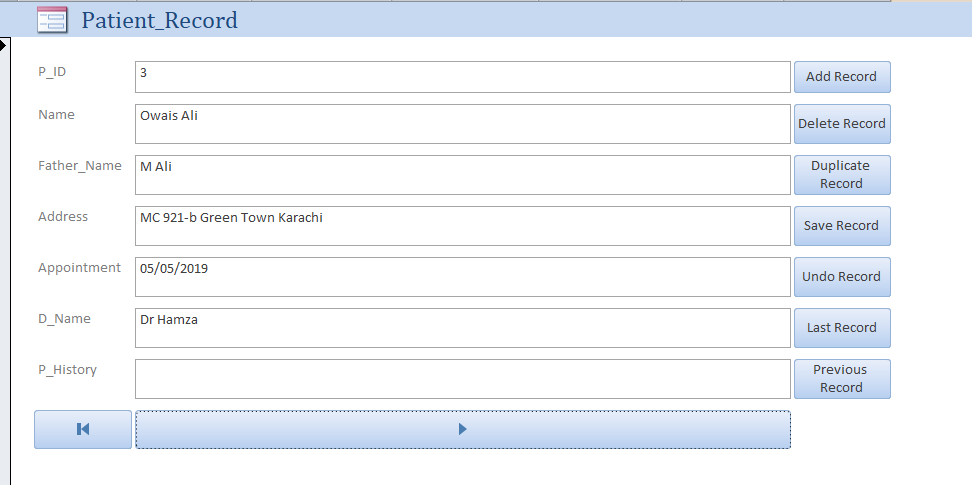 Patient_Record
P_ID
3
Add Record
Name
Owais Ali
Delete Record
Father_Name
M Ali
Duplicate
Record
Address
MC 921-b Green Town Karachi
Save Record
Appointment
05/05/2019
Undo Record
D_Name
Dr Hamza
Last Record
P_History
Previous
Record